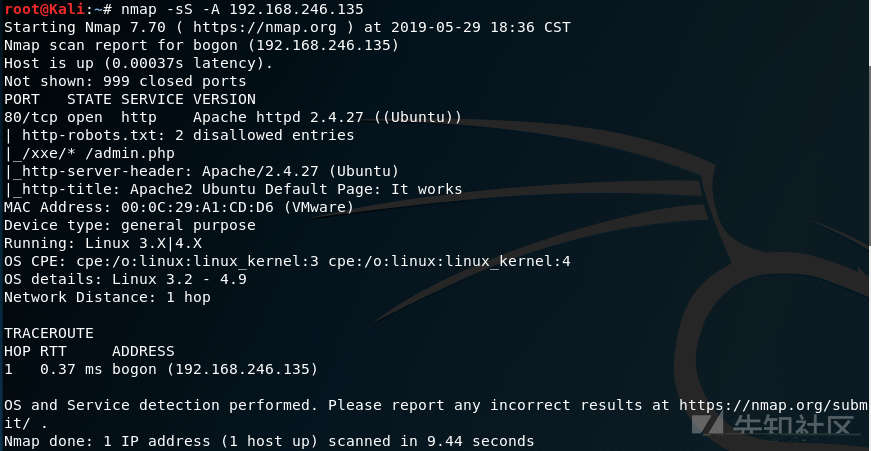 root@Kali:~# nmap -sS -A 192.168.246.135
Starting Nmap 7.70 ( https://nmap.org ) at 2019-05-29 18:36 CST
Nmap scan report for bogon (192.168.246.135)
Host is up (0.00037s latency).
Not shown: 999 closed ports
PORT   STATE SERVICE VERSION
80/tcp open  http    Apache httpd 2.4.27 ((Ubuntu))
| http-robots.txt: 2 disallowed entries
|_/xxe/* /admin.php
|_http-server-header: Apache/2.4.27 (Ubuntu)
|_http-title: Apache2 Ubuntu Default Page: It works
MAC Address: 00:0C:29:A1:CD:D6 (VMware)
Device type: general purpose
Running: Linux 3.X|4.X
OS CPE: cpe:/o:linux:linux_kernel:3 cpe:/o:linux:linux_kernel:4
OS details: Linux 3.2 - 4.9
Network Distance: 1 hop
TRACEROUTE
HOP RTT     ADDRESS
1   0.37 ms bogon (192.168.246.135)
OS and Service detection performed. Please report any incorrect results at https://nmap.org/subm
it/ .
Nmap done: 1 IP address (1 host up) scanned in 9.44 seconds
先知社区